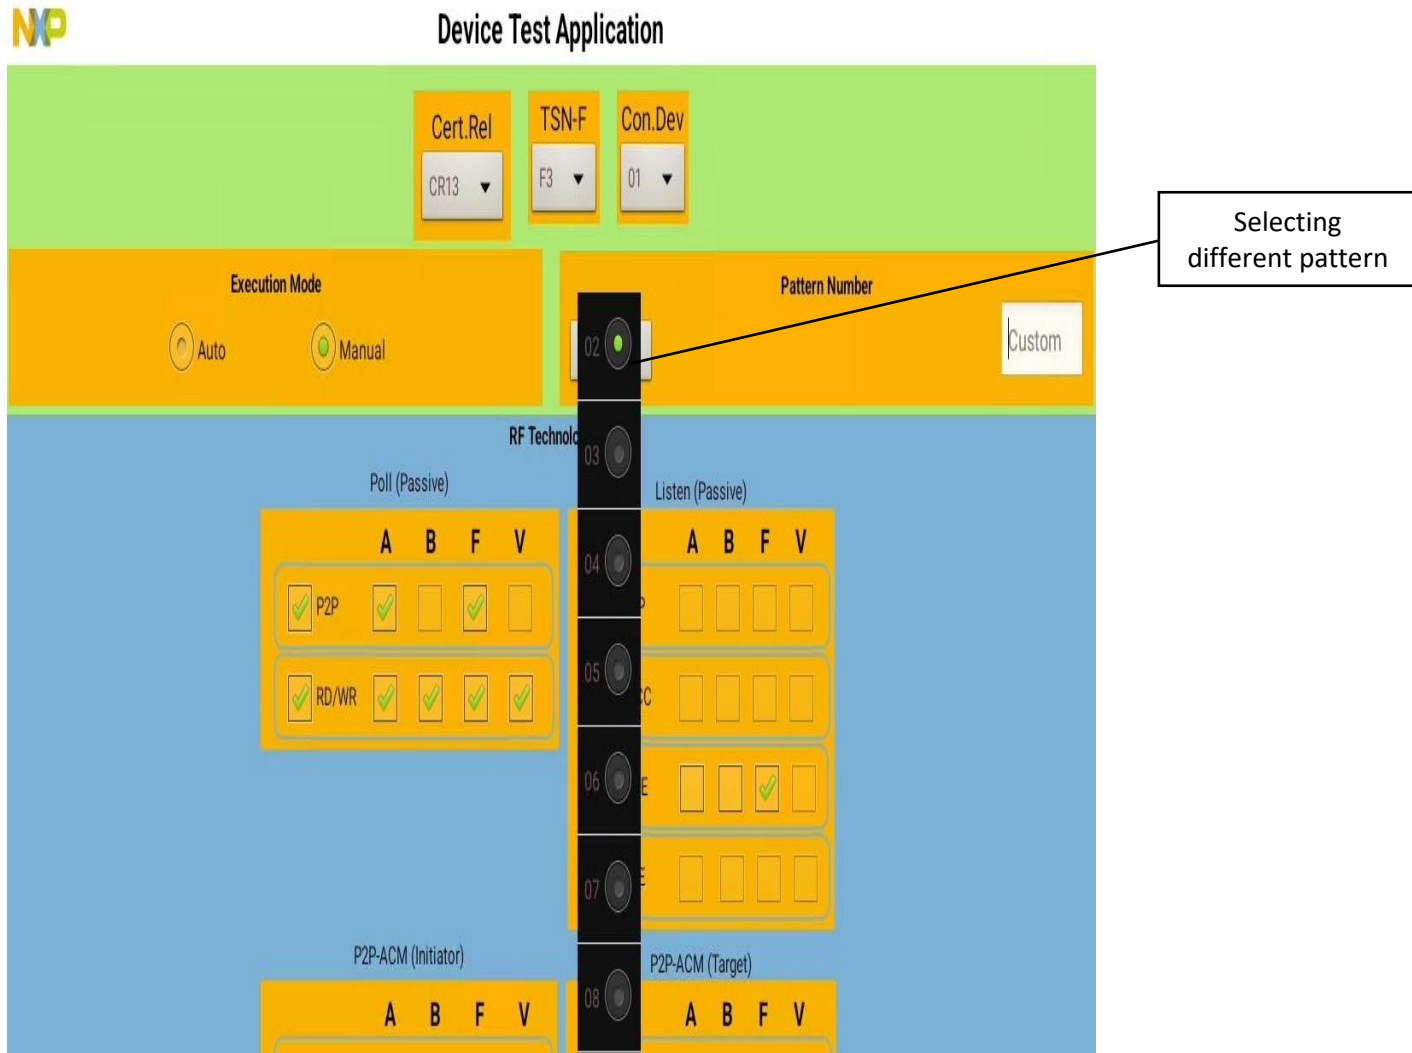 NXP
Device Test Application
Cert.Rel
TSN-F
Con.Dev
CR13
F3
01
Selecting
different pattern
Execution Mode
Pattern Number
Auto
Manual
Custom
02
RF Technolo
03
Poll (Passive)
Listen (Passive)
A B F V
A B F V
04
P2P
P
05
RD/WR
CC
06
E
07
E
P2P-ACM (Initiator)
P2P-ACM (Target)
08
A B F V
A B F V